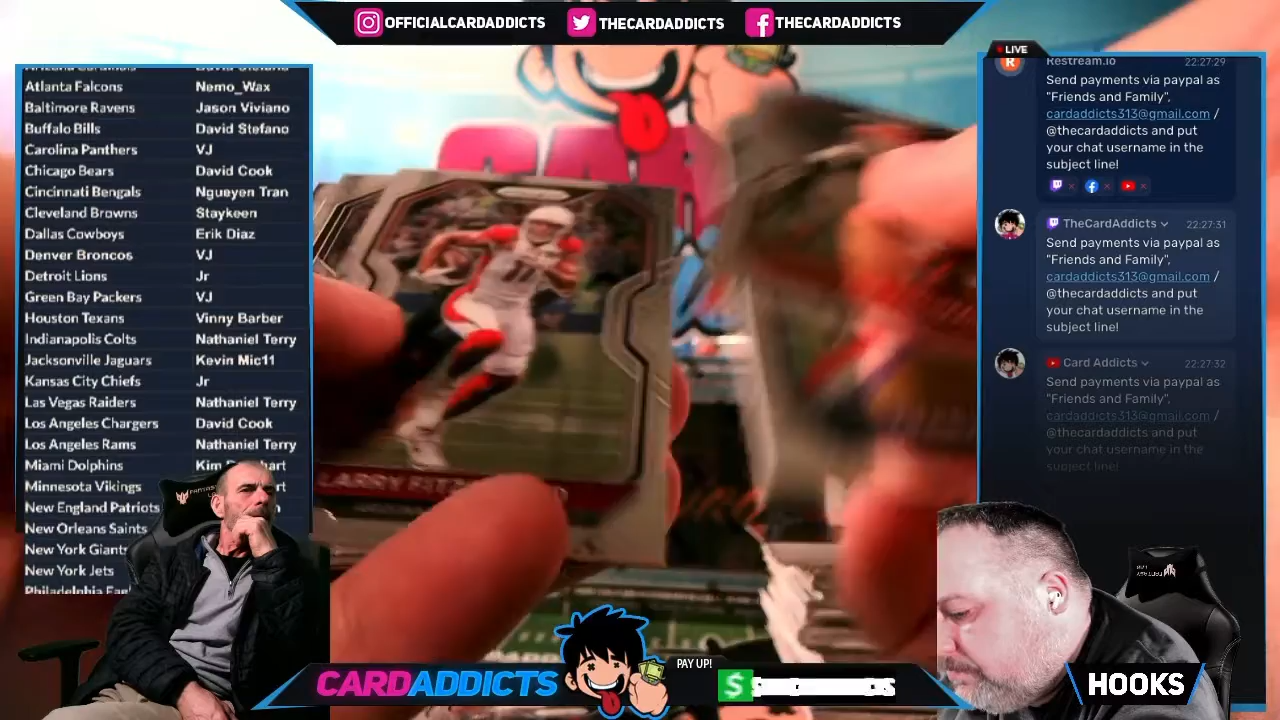 OFFICIALCARDADDICTS THECARDADDICTS THECARDADDICTS
Atlanta Falcons Nemo_Wax
Baltimore Ravens Jason Viviano
Buffalo Bills David Stefano
Carolina Panthers VJ
Chicago Bears David Cook
Cincinnati Bengals Ngueyen Tran
Cleveland Browns Staykeen
Dallas Cowboys Erik Diaz
Denver Broncos VJ
Detroit Lions Jr
Green Bay Packers VJ
Houston Texans Vinny Barber
Indianapolis Colts Nathaniel Terry
Jacksonville Jaguars Kevin Mic11
Kansas City Chiefs Jr
Las Vegas Raiders Nathaniel Terry
Los Angeles Chargers David Cook
Los Angeles Rams Nathaniel Terry
Miami Dolphins Kim
Minnesota Vikings
New England Patriots
New Orleans Saints
New York Giants
New York Jets
Philadelphia
LARRY
LIVE
Restream.io 22:27:29
Send payments via paypal as
"Friends and Family",
cardaddicts313@gmail.com /
@thecardaddicts and put
your chat username in the
subject line!
TheCardAddicts 22:27:31
Send payments via paypal as
"Friends and Family",
cardaddicts313@gmail.com /
@thecardaddicts and put
your chat username in the
subject line!
Card Addicts 22:27:32
Send payments via paypal as
"Friends and Family",
cardaddicts313@gmail.com /
@thecardaddicts and put
your chat username in the
subject line!
CARDADDICTS
PAY UP!
$
HOOKS